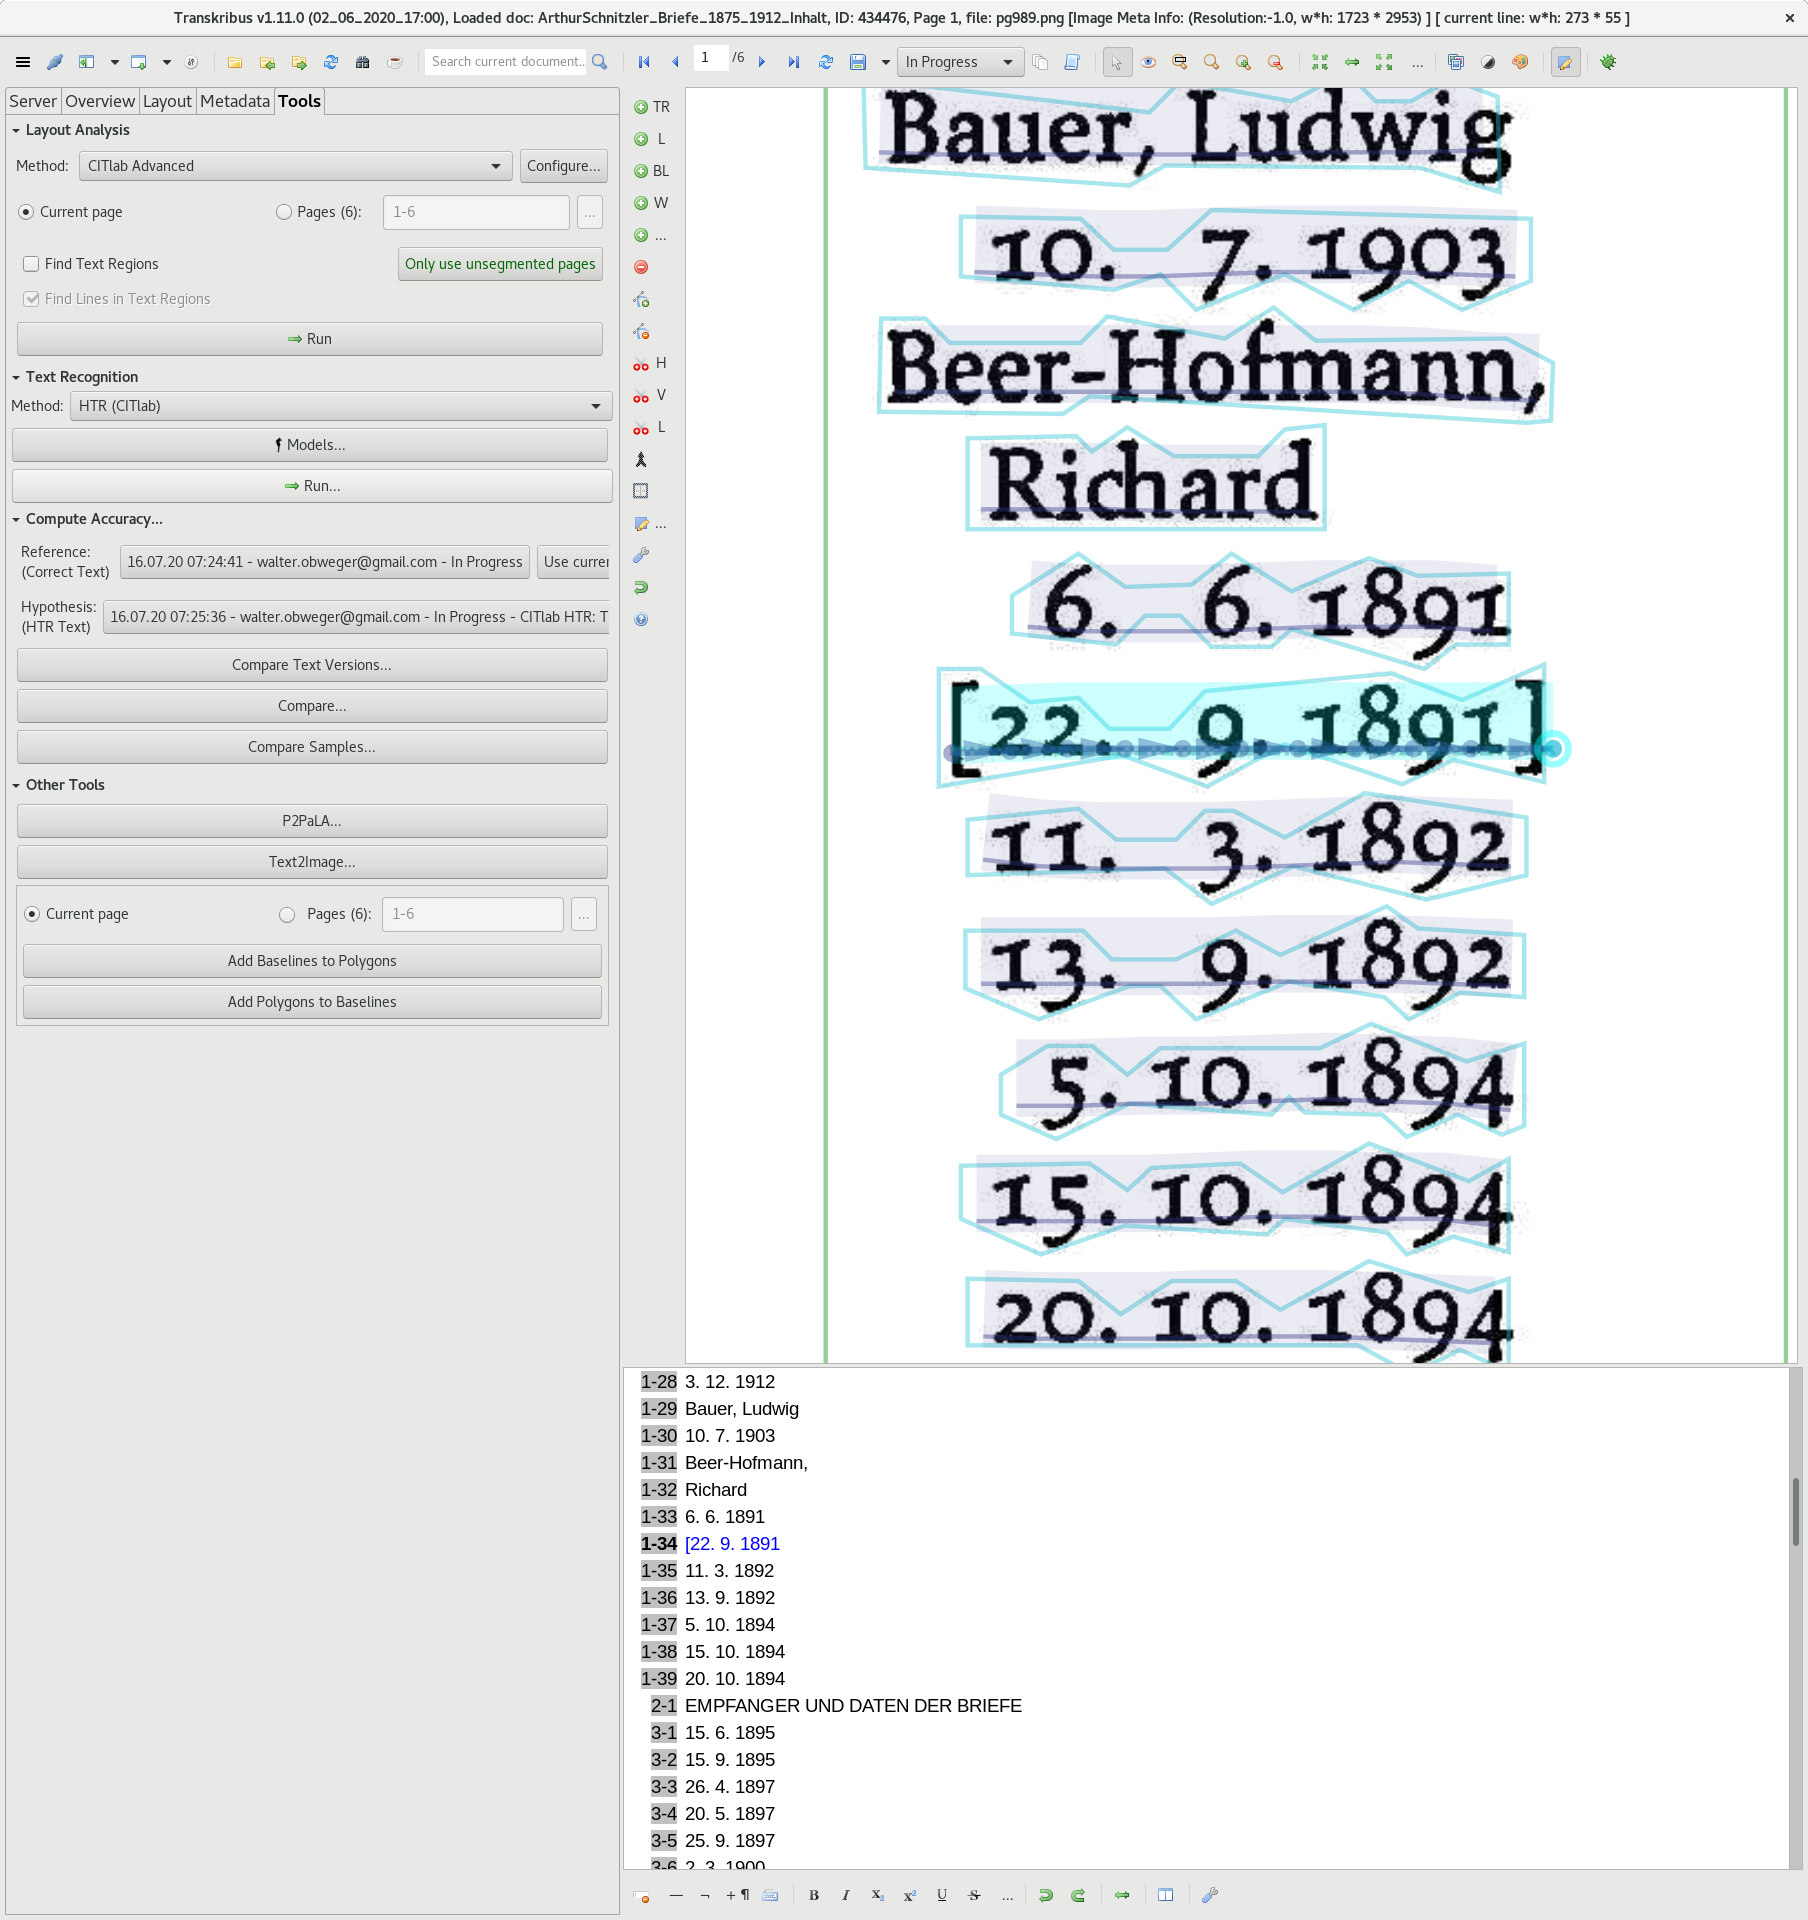 Transkribus v1.11.0 (02_06_2020_17:00), Loaded doc: ArthurSchnitzler_Briefe_1875_1912_Inhalt, ID: 434476, Page 1, file: pg989.png [Image Meta Info: (Resolution:-1.0, w*h: 1723 * 2953) ] [ current line: w*h: 273 * 55 ]
Search current document... 1 /6 In Progress ...
Server Overview Layout Metadata Tools
Layout Analysis
Method: CITlab Advanced Configure...
Current page Pages (6): 1-6 ...
Find Text Regions Only use unsegmented pages
Find Lines in Text Regions
Run
Text Recognition
Method: HTR (CITlab)
Models...
Run...
Compute Accuracy...
Reference:
(Correct Text) 16.07.20 07:24:41 - walter.obweger@gmail.com - In Progress Use currer
Hypothesis:
(HTR Text) 16.07.20 07:25:36 - walter.obweger@gmail.com - In Progress - CITlab HTR: T
Compare Text Versions...
Compare...
Compare Samples...
Other Tools
P2PaLA...
Text2Image...
Current page Pages (6): 1-6 ...
Add Baselines to Polygons
Add Polygons to Baselines
TR
L
BL
W
...
H
V
L
...
Bauer, Ludwig
10. 7. 1903
Beer-Hofmann,
Richard
6. 6. 1891
[22. 9. 1891]
11. 3. 1892
13. 9. 1892
5. 10. 1894
15. 10. 1894
20. 10. 1894
1-28 3. 12. 1912
1-29 Bauer, Ludwig
1-30 10. 7. 1903
1-31 Beer-Hofmann,
1-32 Richard
1-33 6. 6. 1891
1-34 [22. 9. 1891
1-35 11. 3. 1892
1-36 13. 9. 1892
1-37 5. 10. 1894
1-38 15. 10. 1894
1-39 20. 10. 1894
2-1 EMPFANGER UND DATEN DER BRIEFE
3-1 15. 6. 1895
3-2 15. 9. 1895
3-3 26. 4. 1897
3-4 20. 5. 1897
3-5 25. 9. 1897
3-6 2. 3. 1900
— ¬ + ¶ B I X₂ x² U S ...